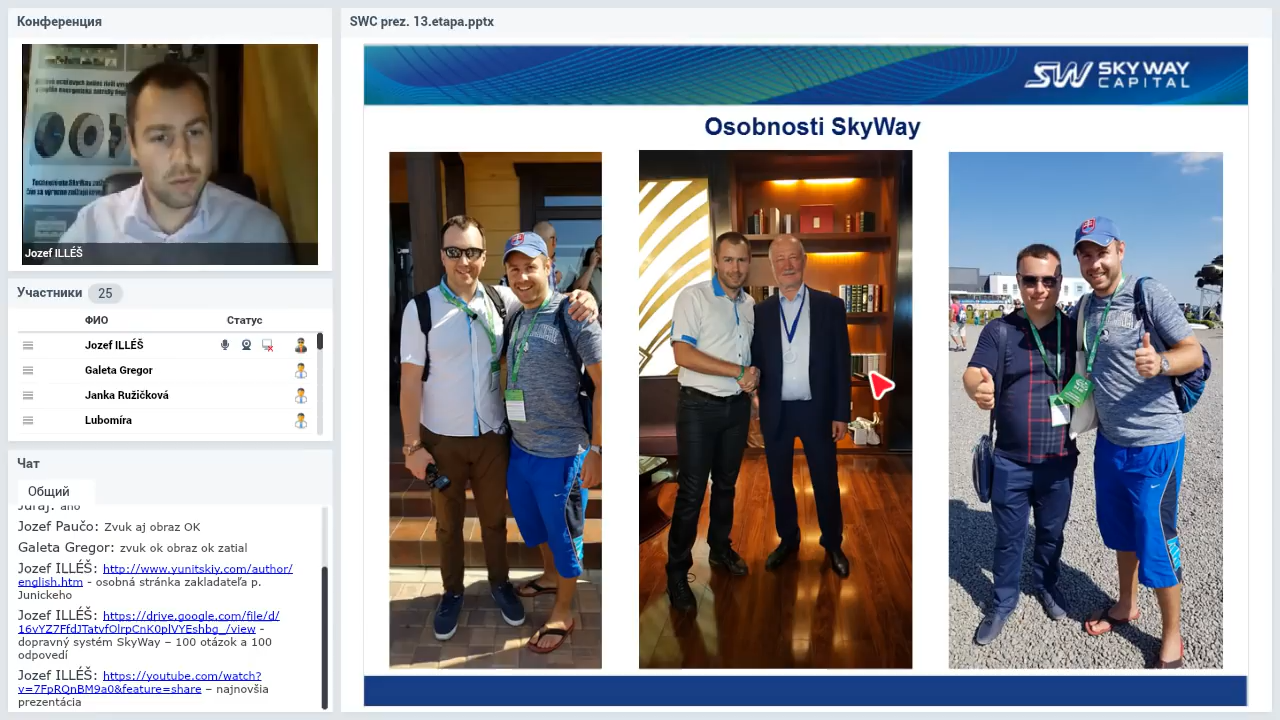 Конференция
Jozef ILLÉŠ
Участники 25
ФИО Статус
Jozef ILLÉŠ
Galeta Gregor
Janka Ružičková
Lubomíra
Чат
Общий
Juraj: ano
Jozef Paučo: Zvuk aj obraz OK
Galeta Gregor: zvuk ok obraz ok zatial
Jozef ILLÉŠ: http://www.yunitskiy.com/author/
english.htm - osobná stránka zakladateľa p.
Junickeho
Jozef ILLÉŠ: https://drive.google.com/file/d/
16vYZ7FfdJTatvfOlrpCnK0plVYEshbg_/view -
dopravný systém SkyWay – 100 otázok a 100
odpovedí
Jozef ILLÉŠ: https://youtube.com/watch?
v=7FpRQnBM9a0&feature=share – najnovšia
prezentácia
SWC prez. 13.etapa.pptx
SW SKY WAY
CAPITAL
Osobnosti SkyWay